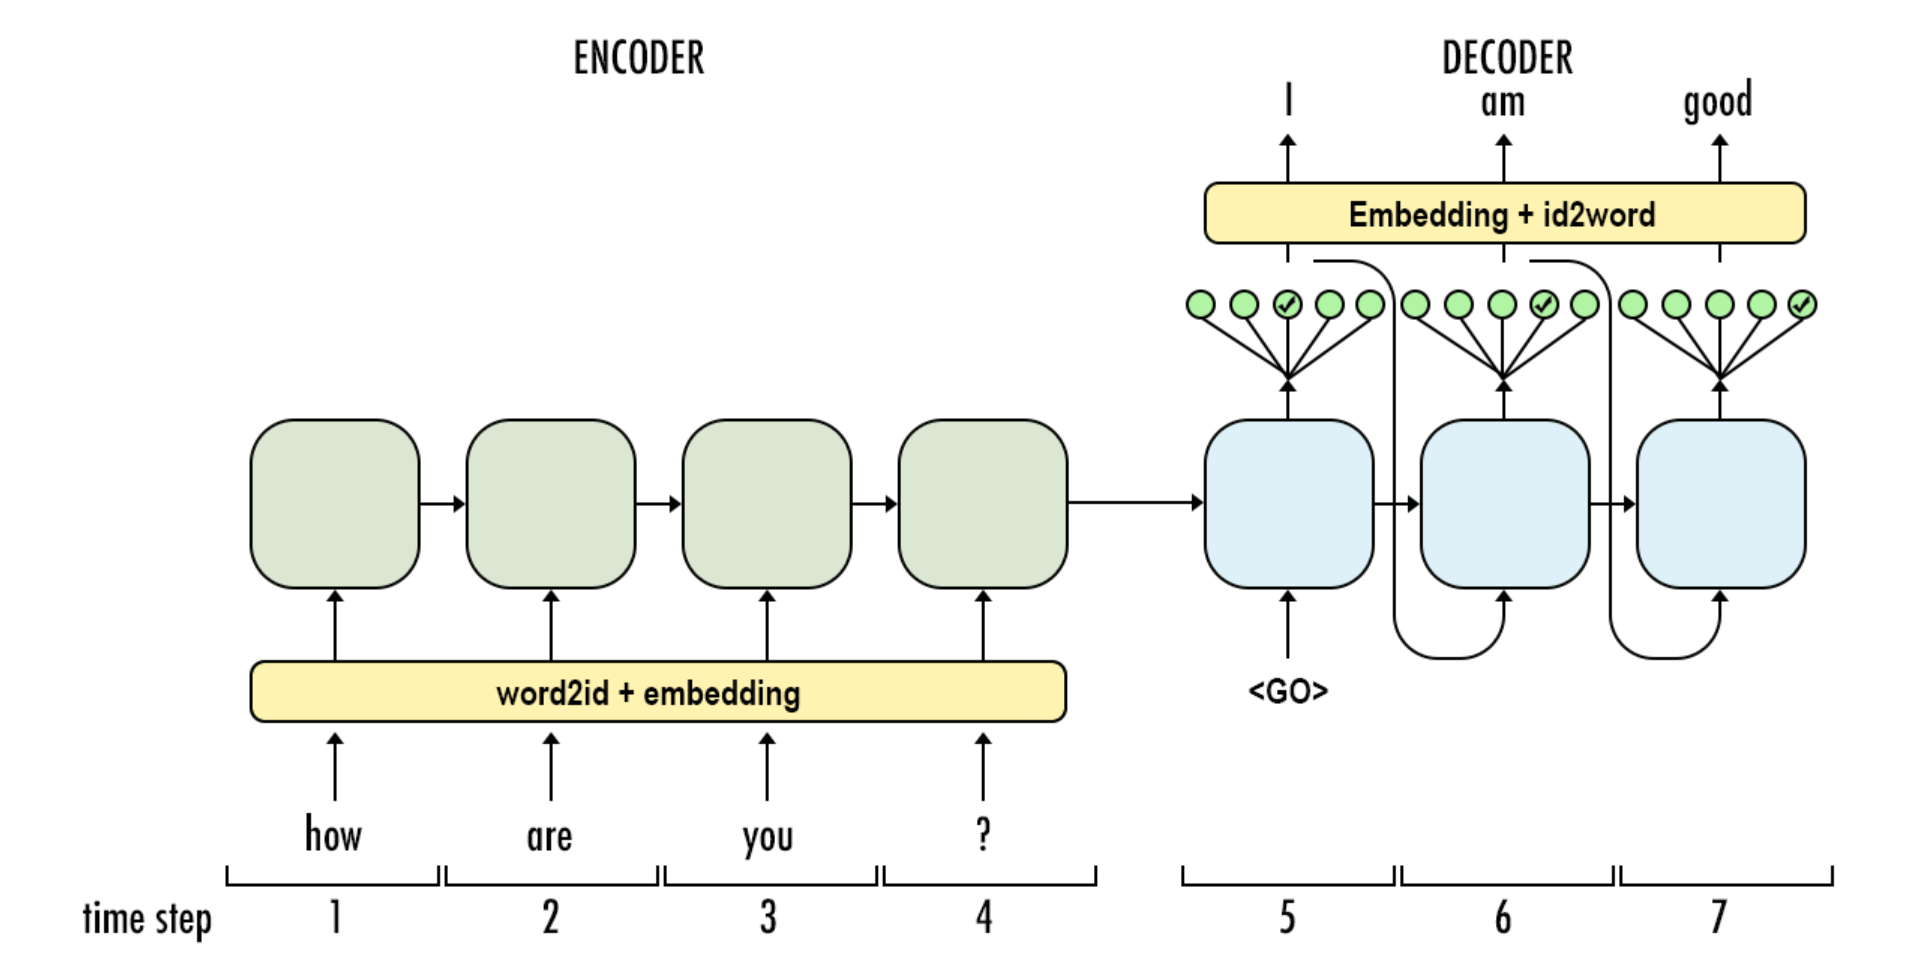 ENCODER
DECODER
I am good
Embedding + id2word
<GO>
word2id + embedding
how are you ?
time step 1 2 3 4 5 6 7